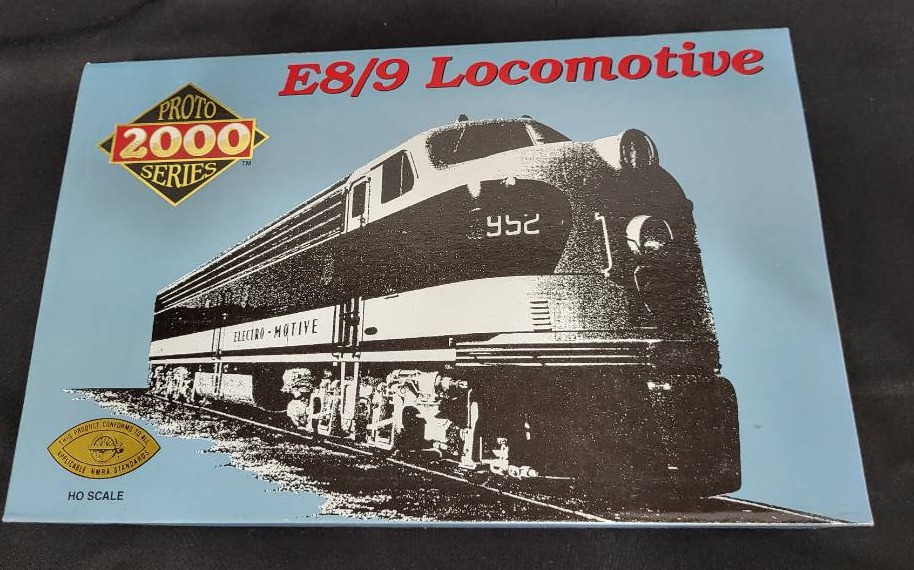 E8/9 Locomotive
PROTO
2000
SERIES
TM
952
ELECTRO-MOTIVE
THIS PRODUCT CONFORMS TO ALL
APPLICABLE NMRA STANDARDS
HO SCALE